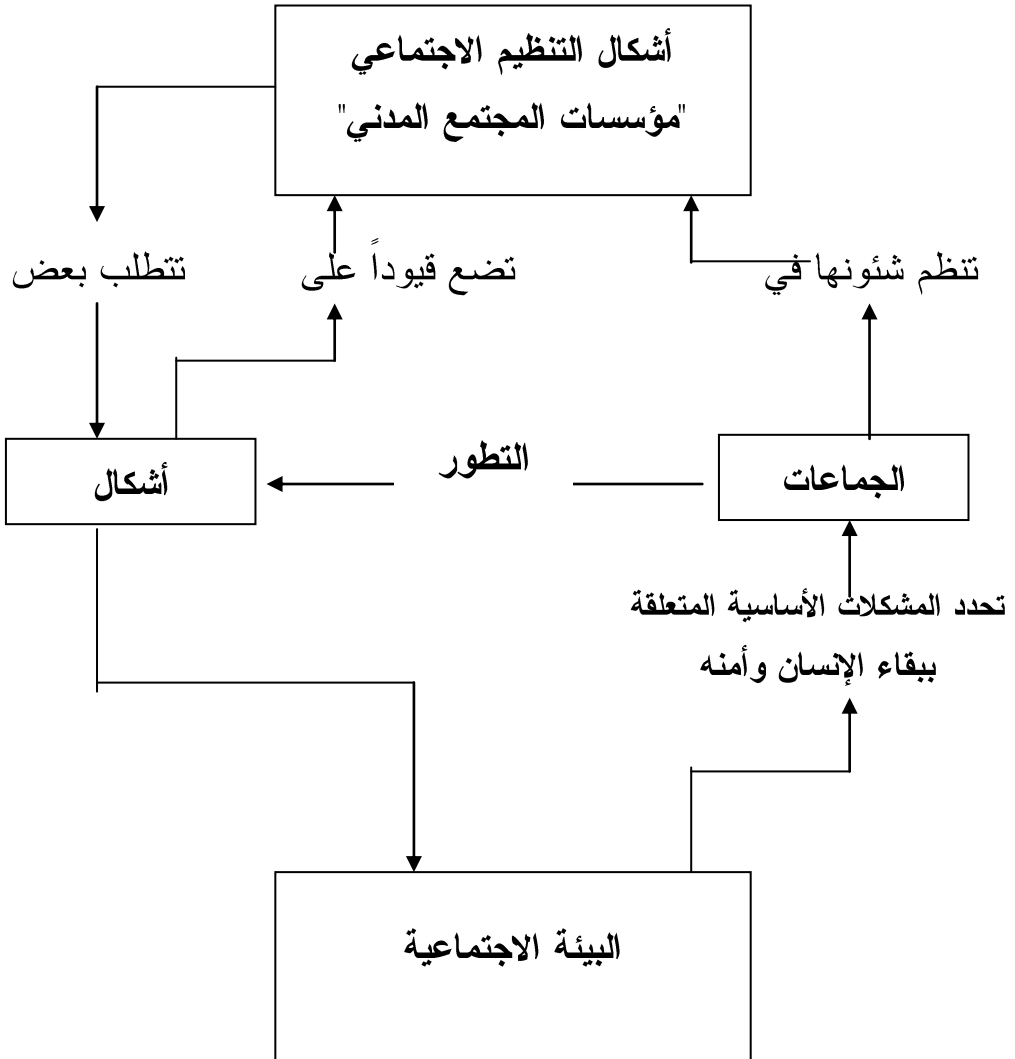 أشكال التنظيم الاجتماعي
"مؤسسات المجتمع المدني"
تنظم شئونها في
تضع قيوداً على
تتطلب بعض
الجماعات
التطور
أشكال
تحدد المشكلات الأساسية المتعلقة
ببقاء الإنسان وأمنه
البيئة الاجتماعية